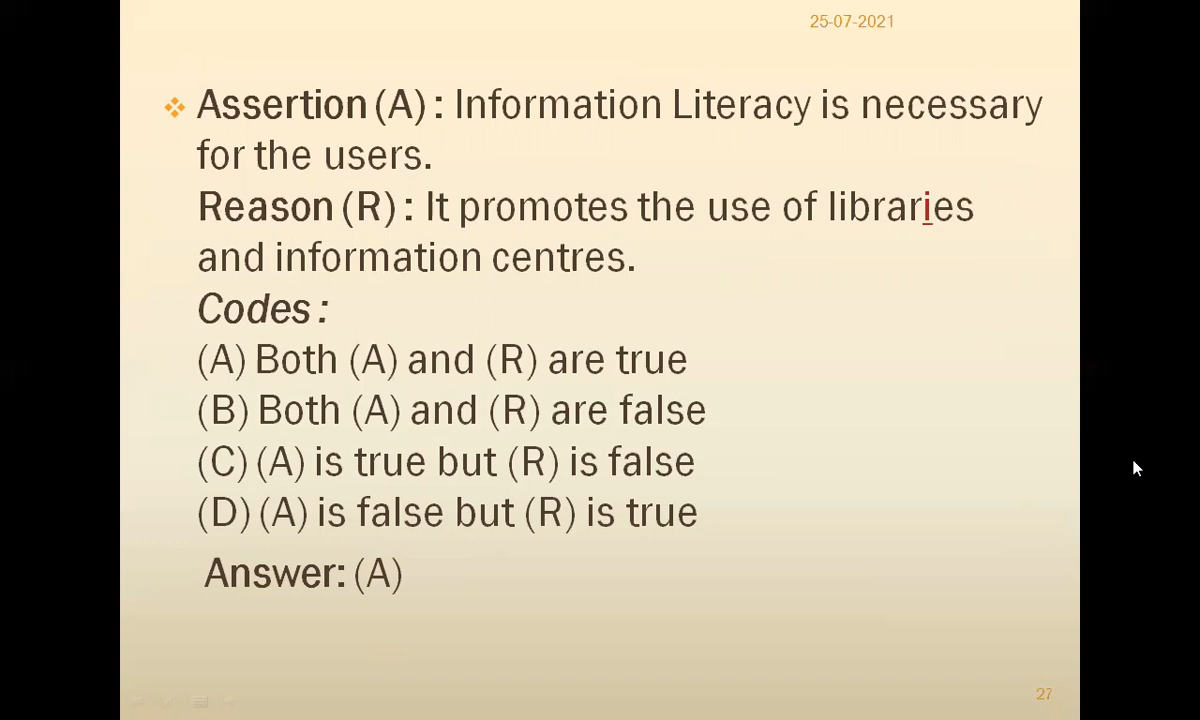 25-07-2021
Assertion (A) : Information Literacy is necessary
for the users.
Reason (R) : It promotes the use of libraries
and information centres.
Codes :
(A) Both (A) and (R) are true
(B) Both (A) and (R) are false
(C) (A) is true but (R) is false
(D) (A) is false but (R) is true
Answer: (A)
27